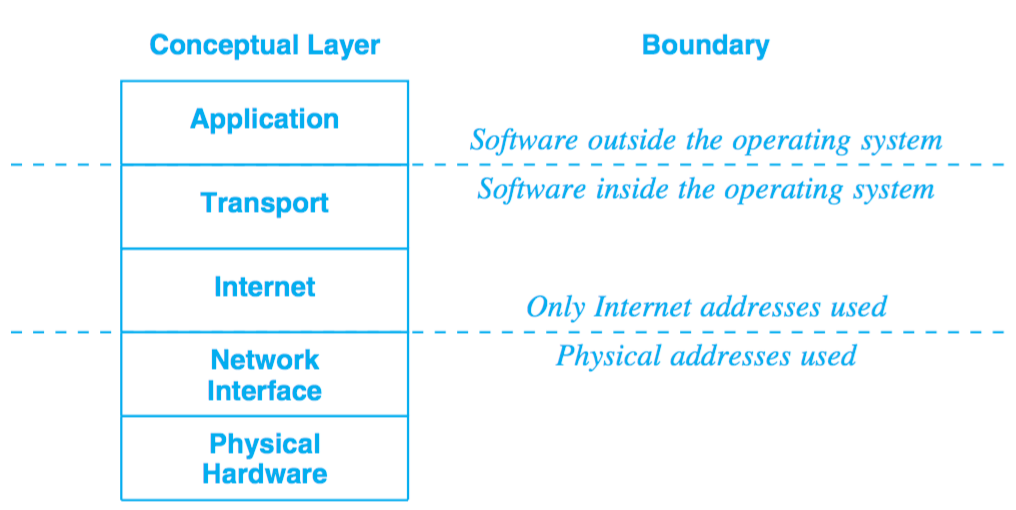 Conceptual Layer
Boundary
Application
Software outside the operating system
Software inside the operating system
Transport
Internet
Only Internet addresses used
Physical addresses used
Network
Interface
Physical
Hardware